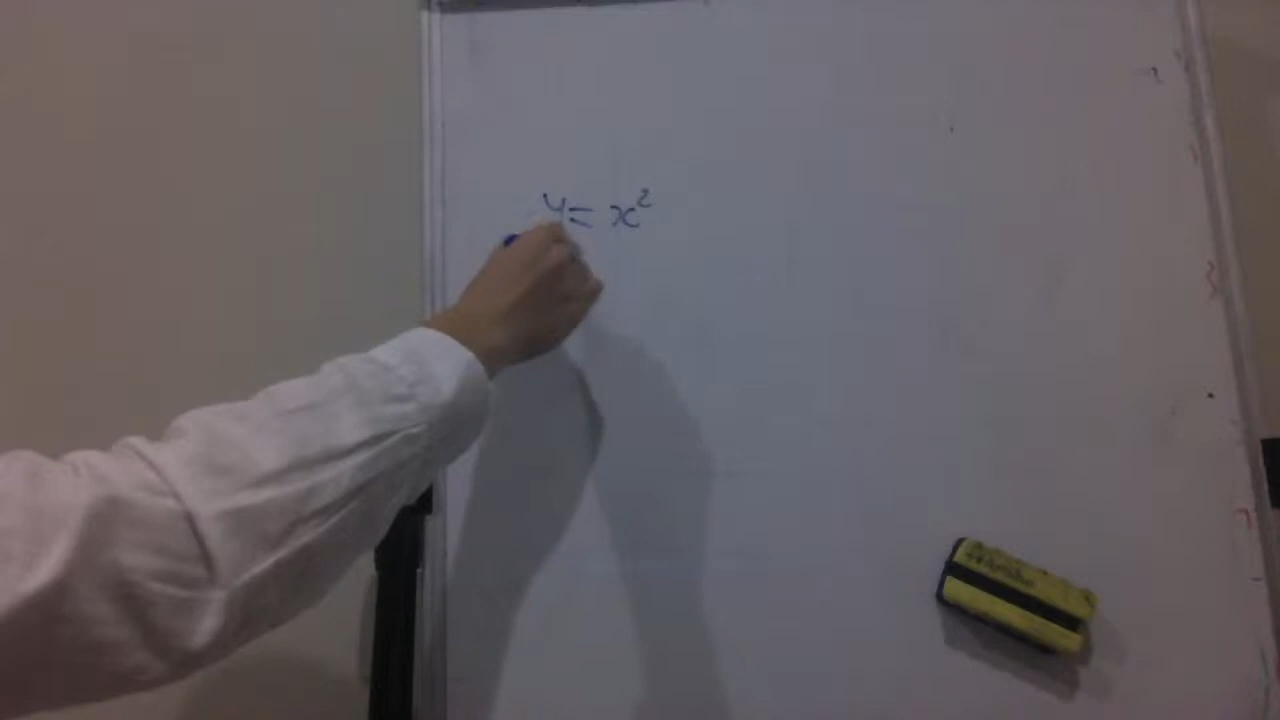 y = x²